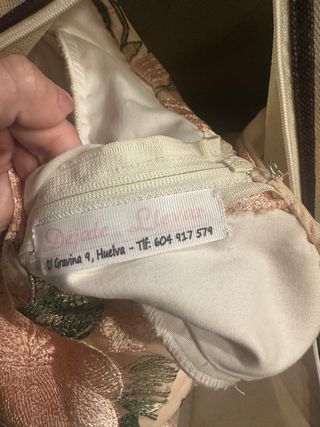 Déjate Llevar
C/ Gravina 9, Huelva - Tlf: 604 917 579